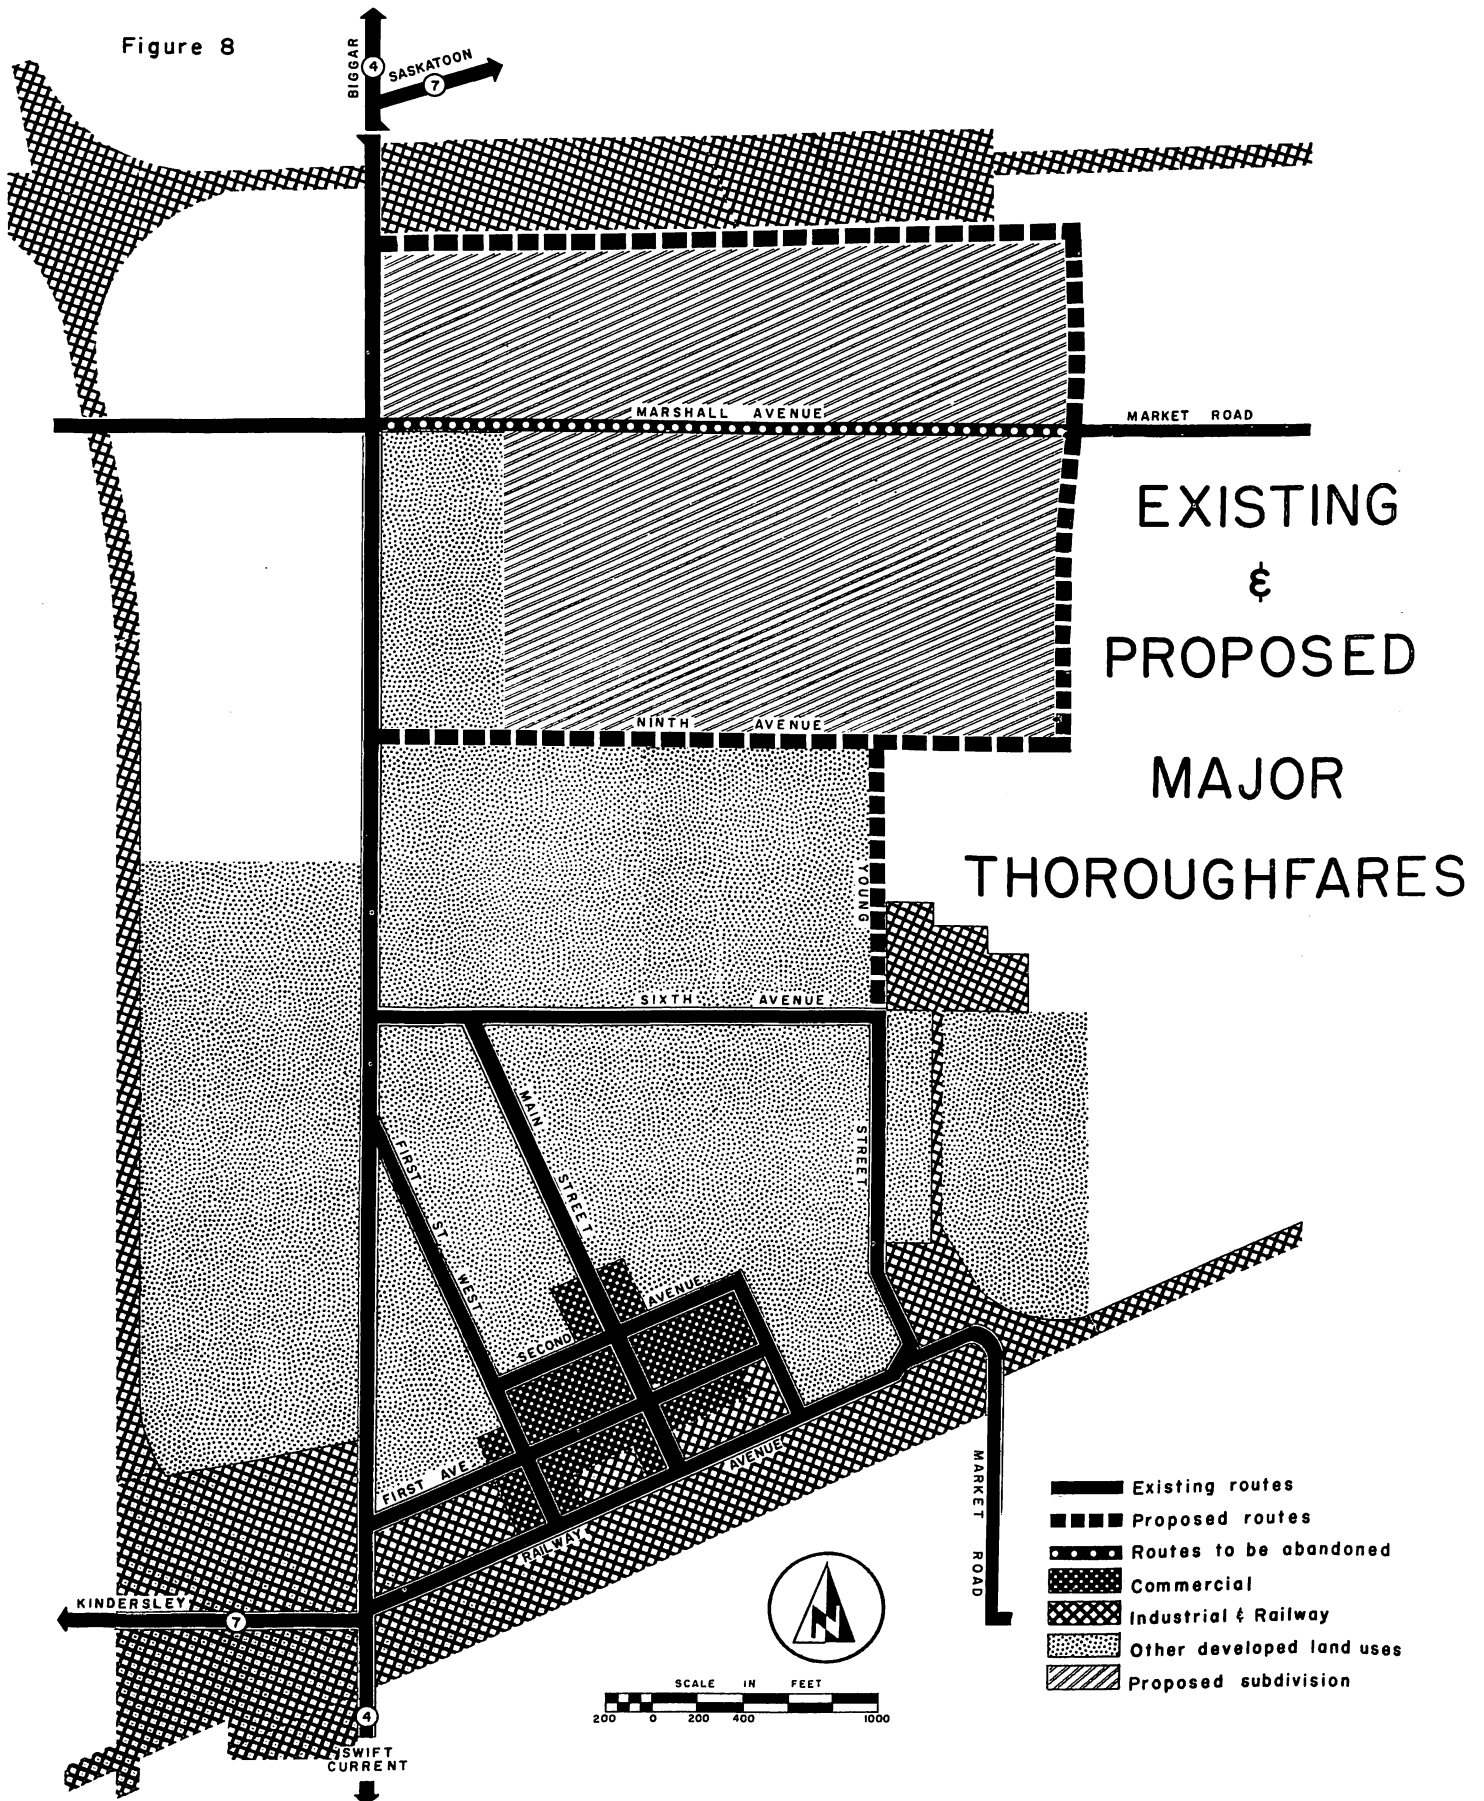 Figure 8
BIGGAR
4
SASKATOON
7
MARSHALL AVENUE
MARKET ROAD
EXISTING
&
PROPOSED
MAJOR
THOROUGHFARES
NINTH AVENUE
YOUNG
STREET
SIXTH AVENUE
MAIN STREET
FIRST ST WEST
SECOND AVENUE
FIRST AVE
RAILWAY AVENUE
MARKET ROAD
KINDERSLEY
7
4
SWIFT
CURRENT
N
SCALE IN FEET
200 0 200 400 1000
Existing routes
Proposed routes
Routes to be abandoned
Commercial
Industrial & Railway
Other developed land uses
Proposed subdivision